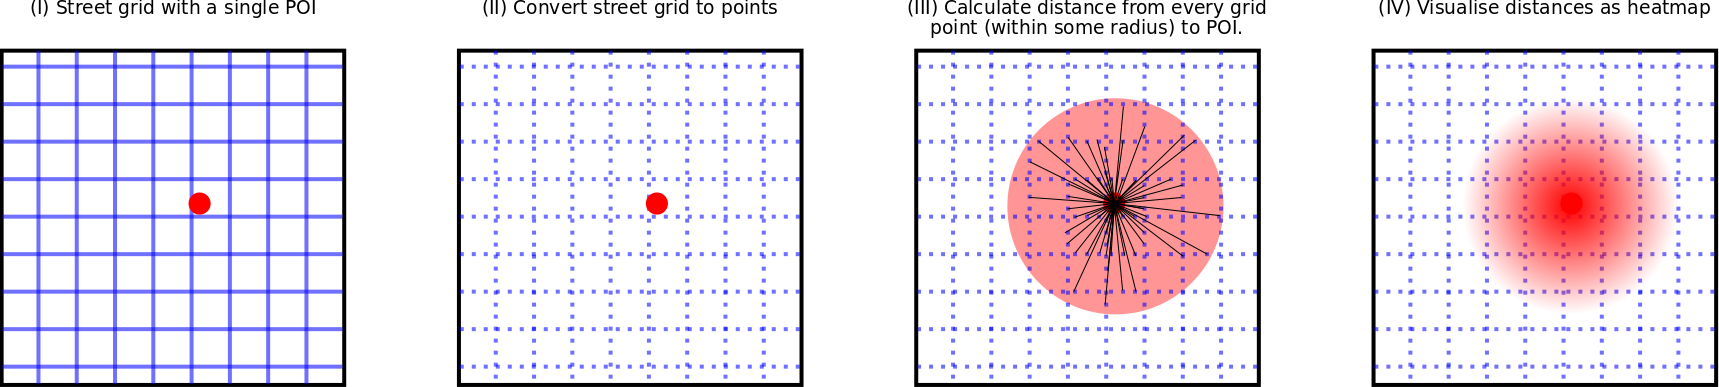 (I) Street grid with a single POI
(II) Convert street grid to points
(III) Calculate distance from every grid
point (within some radius) to POI.
(IV) Visualise distances as heatmap